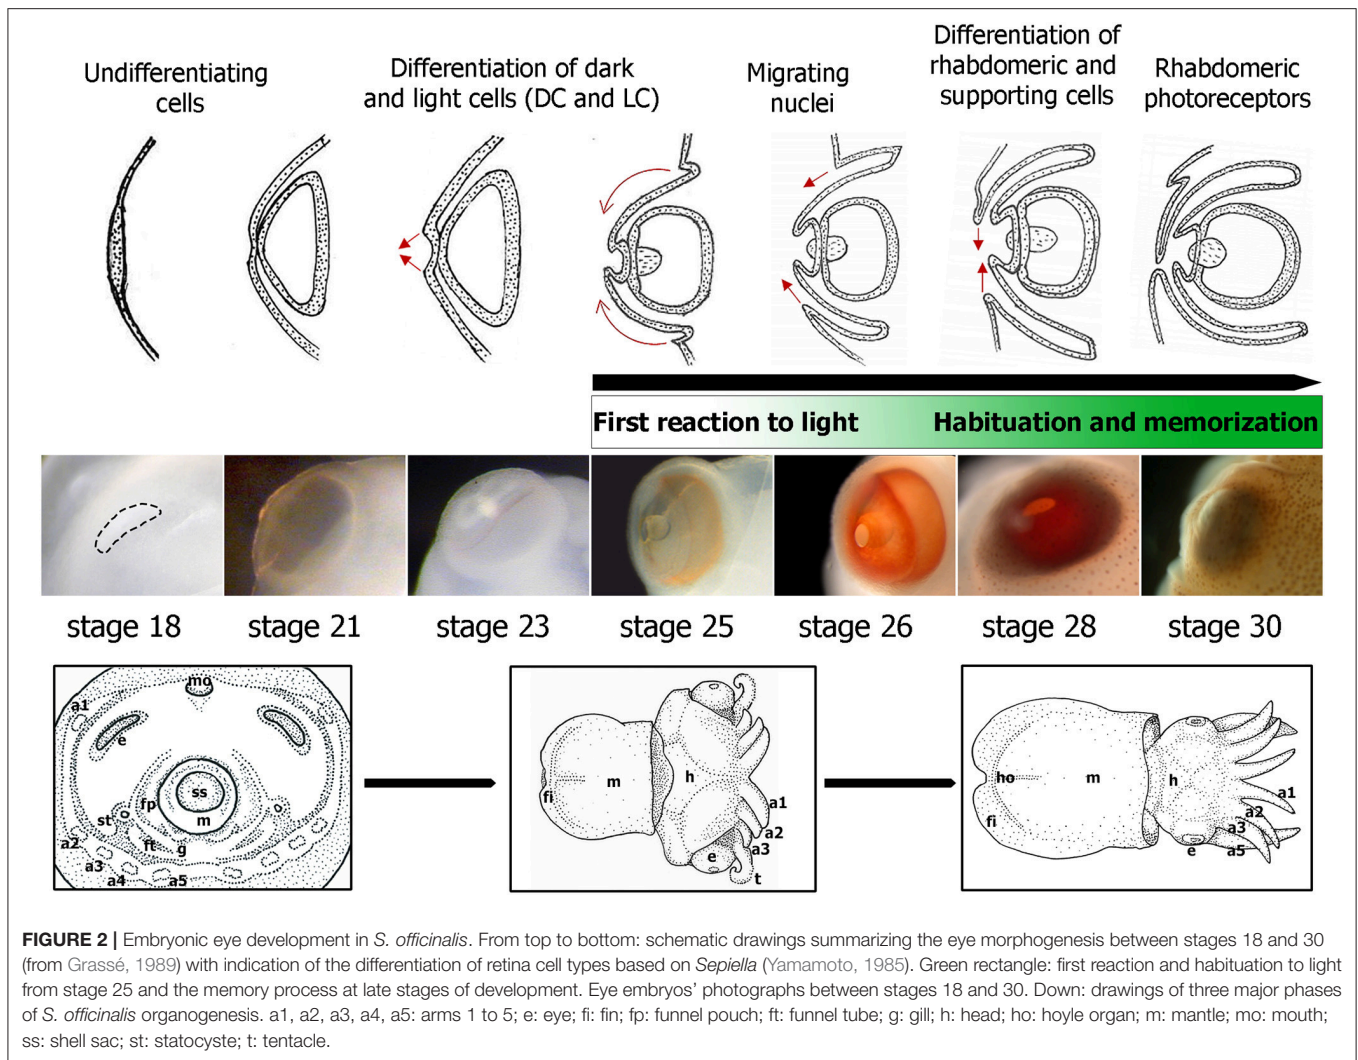 Undifferentiating
cells
Differentiation of dark
and light cells (DC and LC)
Migrating
nuclei
Differentiation of
rhabdomeric and
supporting cells
Rhabdomeric
photoreceptors
First reaction to light
Habituation and memorization
stage 18
stage 21
stage 23
stage 25
stage 26
stage 28
stage 30
mo
a1
e
ss
fp
m
st
a2
ft
g
a3
a4
a5
fi
m
h
a1
a2
a3
e
t
ho
m
h
fi
a1
a2
a3
e
a5
FIGURE 2 | Embryonic eye development in S. officinalis. From top to bottom: schematic drawings summarizing the eye morphogenesis between stages 18 and 30
(from Grassé, 1989) with indication of the differentiation of retina cell types based on Sepiella (Yamamoto, 1985). Green rectangle: first reaction and habituation to light
from stage 25 and the memory process at late stages of development. Eye embryos’ photographs between stages 18 and 30. Down: drawings of three major phases
of S. officinalis organogenesis. a1, a2, a3, a4, a5: arms 1 to 5; e: eye; fi: fin; fp: funnel pouch; ft: funnel tube; g: gill; h: head; ho: hoyle organ; m: mantle; mo: mouth;
ss: shell sac; st: statocyste; t: tentacle.